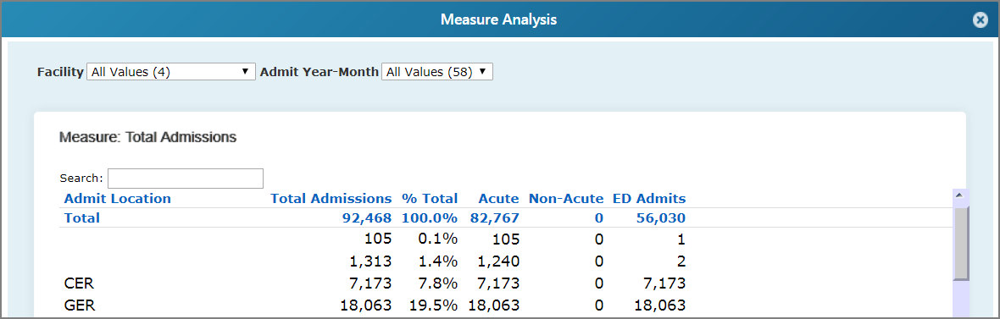 Measure Analysis
Facility All Values (4) Admit Year-Month All Values (58)
Measure: Total Admissions
Search:
Admit Location Total Admissions % Total Acute Non-Acute ED Admits
Total 92,468 100.0% 82,767 0 56,030
105 0.1% 105 0 1
1,313 1.4% 1,240 0 2
CER 7,173 7.8% 7,173 0 7,173
GER 18,063 19.5% 18,063 0 18,063